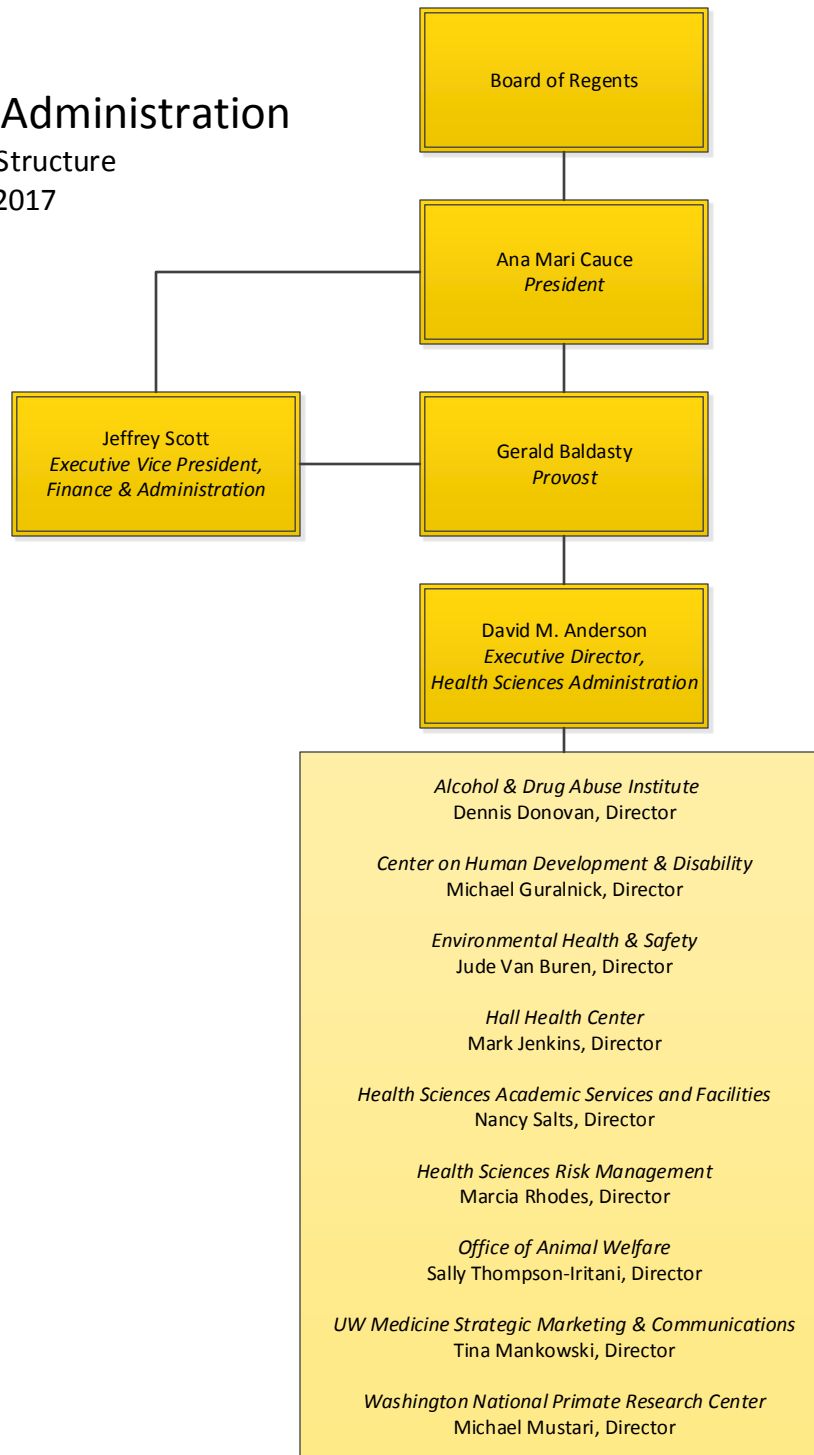 Administration
Structure
2017
Board of Regents
Ana Mari Cauce
President
Jeffrey Scott
Executive Vice President,
Finance & Administration
Gerald Baldasty
Provost
David M. Anderson
Executive Director,
Health Sciences Administration
Alcohol & Drug Abuse Institute
Dennis Donovan, Director
Center on Human Development & Disability
Michael Guralnick, Director
Environmental Health & Safety
Jude Van Buren, Director
Hall Health Center
Mark Jenkins, Director
Health Sciences Academic Services and Facilities
Nancy Salts, Director
Health Sciences Risk Management
Marcia Rhodes, Director
Office of Animal Welfare
Sally Thompson-Iritani, Director
UW Medicine Strategic Marketing & Communications
Tina Mankowski, Director
Washington National Primate Research Center
Michael Mustari, Director